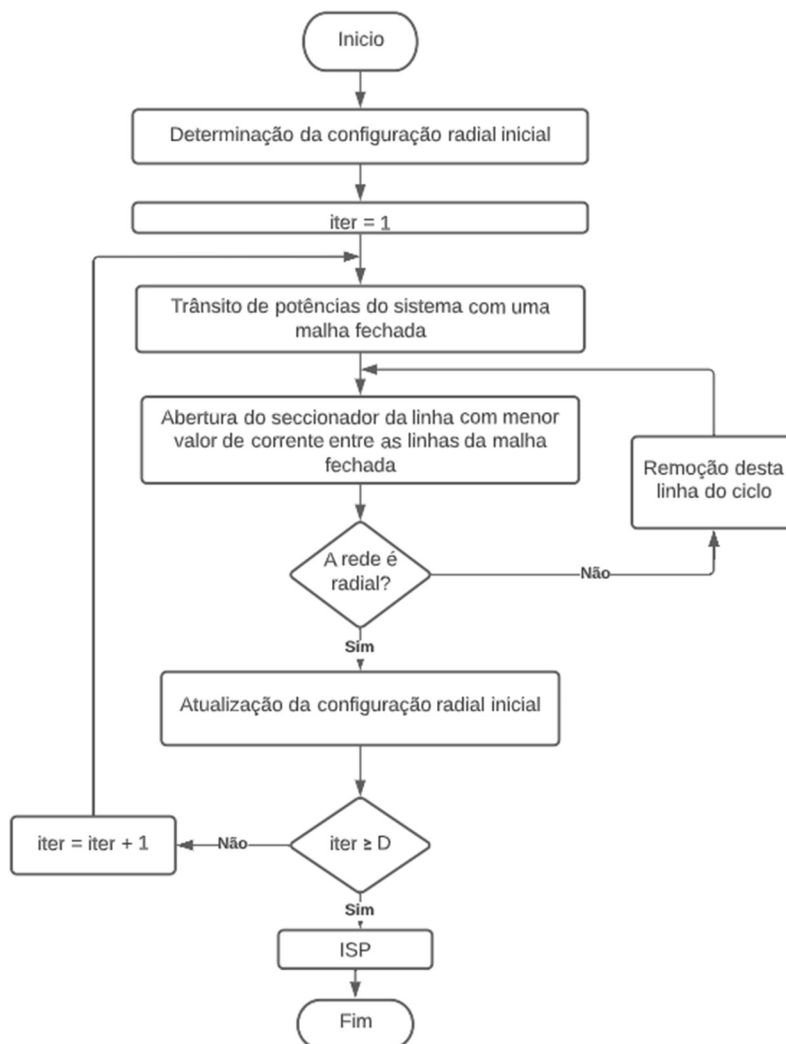 Inicio
Determinação da configuração radial inicial
iter = 1
Trânsito de potências do sistema com uma
malha fechada
Abertura do seccionador da linha com menor
valor de corrente entre as linhas da malha
fechada
Remoção desta
linha do ciclo
A rede é
radial?
Não
Sim
Atualização da configuração radial inicial
iter = iter + 1
Não
iter ≥ D
Sim
ISP
Fim